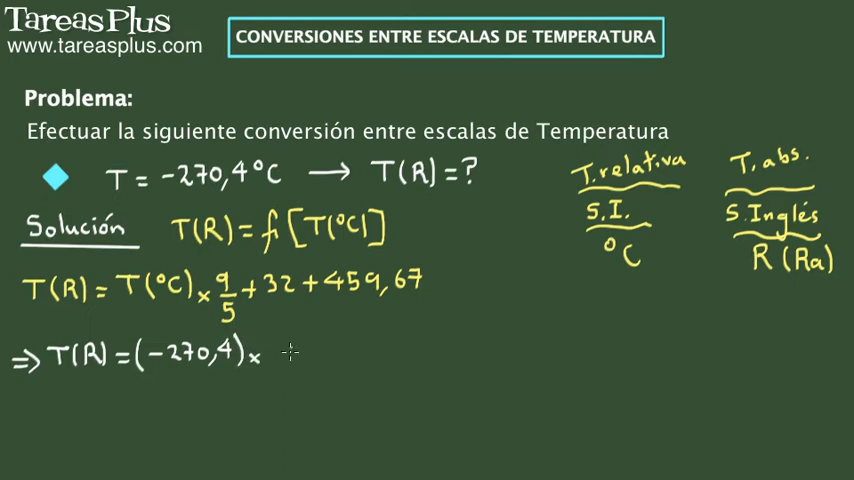 TareasPlus
www.tareasplus.com
CONVERSIONES ENTRE ESCALAS DE TEMPERATURA
Problema:
Efectuar la siguiente conversión entre escalas de Temperatura
T = -270,4°C → T(R) = ?
Solución T(R) = f [T(°C)]
T(R) = T(°C) x 9/5 + 32 + 459,67
⇒ T(R) = (-270,4) x
T. relativa
S.I.
°C
T. abs.
S. Inglés
R (Ra)